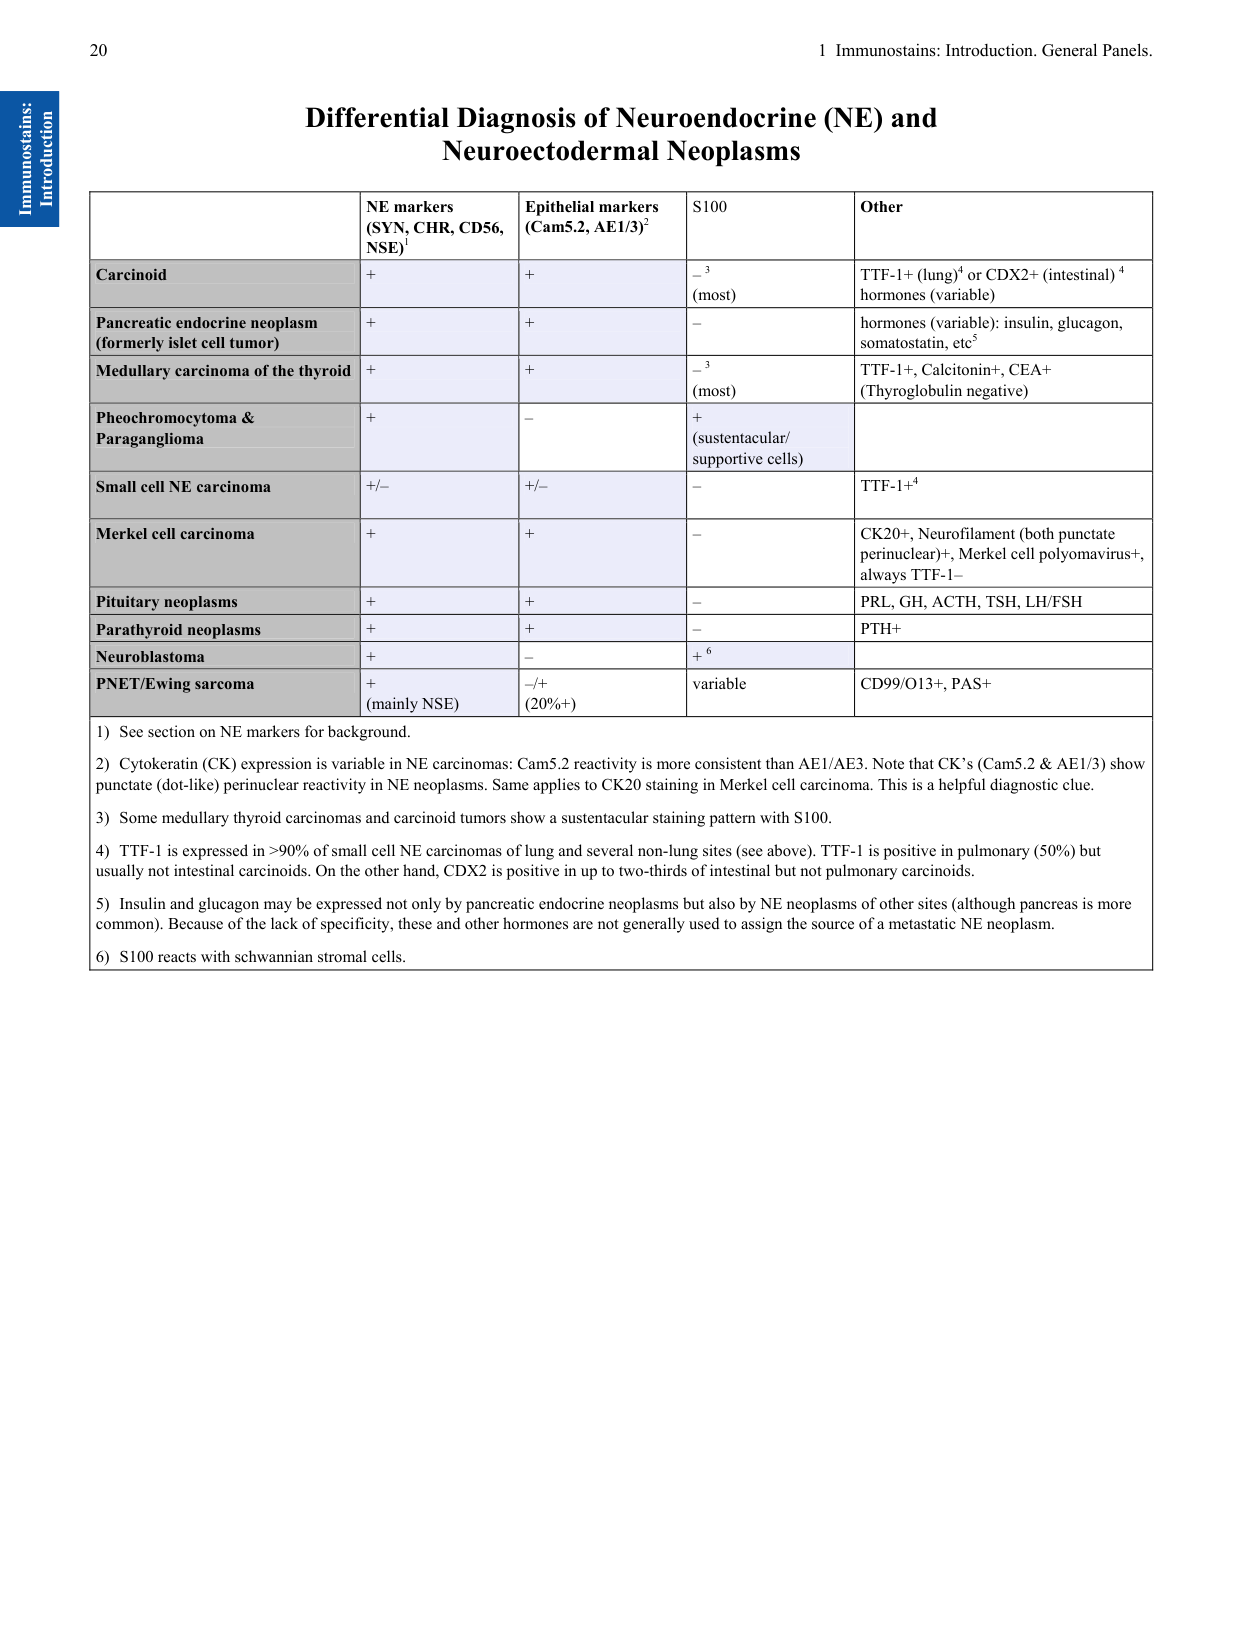 20
1 Immunostains: Introduction. General Panels.
Immunostains:
Introduction
Differential Diagnosis of Neuroendocrine (NE) and
Neuroectodermal Neoplasms
NE markers
(SYN, CHR, CD56,
NSE)1
Epithelial markers
(Cam5.2, AE1/3)2
S100
Other
Carcinoid
+
+
– 3
(most)
TTF-1+ (lung)4 or CDX2+ (intestinal) 4
hormones (variable)
Pancreatic endocrine neoplasm
(formerly islet cell tumor)
+
+
–
hormones (variable): insulin, glucagon,
somatostatin, etc5
Medullary carcinoma of the thyroid
+
+
– 3
(most)
TTF-1+, Calcitonin+, CEA+
(Thyroglobulin negative)
Pheochromocytoma &
Paraganglioma
+
–
+
(sustentacular/
supportive cells)
Small cell NE carcinoma
+/–
+/–
–
TTF-1+4
Merkel cell carcinoma
+
+
–
CK20+, Neurofilament (both punctate
perinuclear)+, Merkel cell polyomavirus+,
always TTF-1–
Pituitary neoplasms
+
+
–
PRL, GH, ACTH, TSH, LH/FSH
Parathyroid neoplasms
+
+
–
PTH+
Neuroblastoma
+
–
+ 6
PNET/Ewing sarcoma
+
(mainly NSE)
–/+
(20%+)
variable
CD99/O13+, PAS+
1) See section on NE markers for background.
2) Cytokeratin (CK) expression is variable in NE carcinomas: Cam5.2 reactivity is more consistent than AE1/AE3. Note that CK’s (Cam5.2 & AE1/3) show
punctate (dot-like) perinuclear reactivity in NE neoplasms. Same applies to CK20 staining in Merkel cell carcinoma. This is a helpful diagnostic clue.
3) Some medullary thyroid carcinomas and carcinoid tumors show a sustentacular staining pattern with S100.
4) TTF-1 is expressed in >90% of small cell NE carcinomas of lung and several non-lung sites (see above). TTF-1 is positive in pulmonary (50%) but
usually not intestinal carcinoids. On the other hand, CDX2 is positive in up to two-thirds of intestinal but not pulmonary carcinoids.
5) Insulin and glucagon may be expressed not only by pancreatic endocrine neoplasms but also by NE neoplasms of other sites (although pancreas is more
common). Because of the lack of specificity, these and other hormones are not generally used to assign the source of a metastatic NE neoplasm.
6) S100 reacts with schwannian stromal cells.